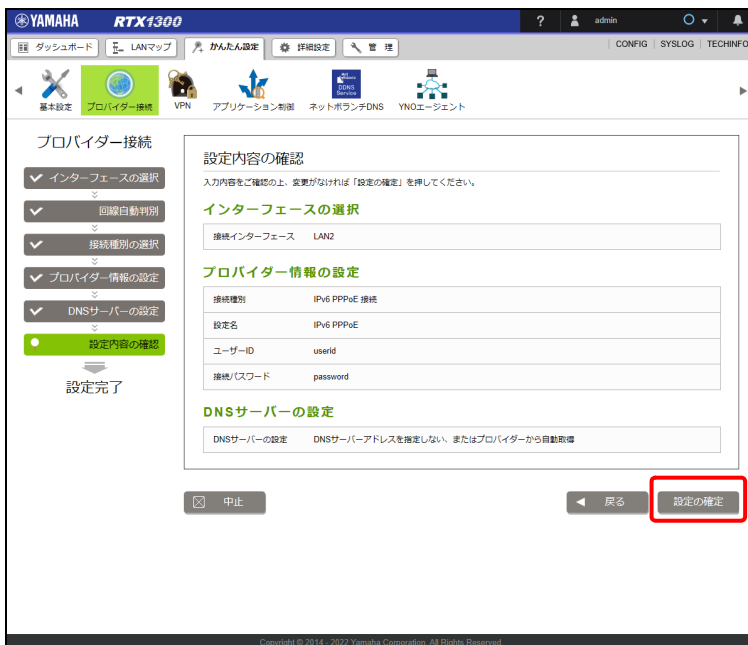 YAMAHA RTX1300 ? admin
ダッシュボード LANマップ かんたん設定 詳細設定 管 理 CONFIG SYSLOG TECHINFO
基本設定 プロバイダー接続 VPN アプリケーション制御 DDNS Service ネットボランチDNS YNOエージェント
プロバイダー接続
インターフェースの選択
回線自動判別
接続種別の選択
プロバイダー情報の設定
DNSサーバーの設定
設定内容の確認
設定完了
設定内容の確認
入力内容をご確認の上、変更がなければ「設定の確定」を押してください。
インターフェースの選択
接続インターフェース LAN2
プロバイダー情報の設定
接続種別 IPv6 PPPoE 接続
設定名 IPv6 PPPoE
ユーザーID userid
接続パスワード password
DNSサーバーの設定
DNSサーバーの設定 DNSサーバーアドレスを指定しない、またはプロバイダーから自動取得
中止 戻る 設定の確定
Copyright © 2014 - 2022 Yamaha Corporation. All Rights Reserved.